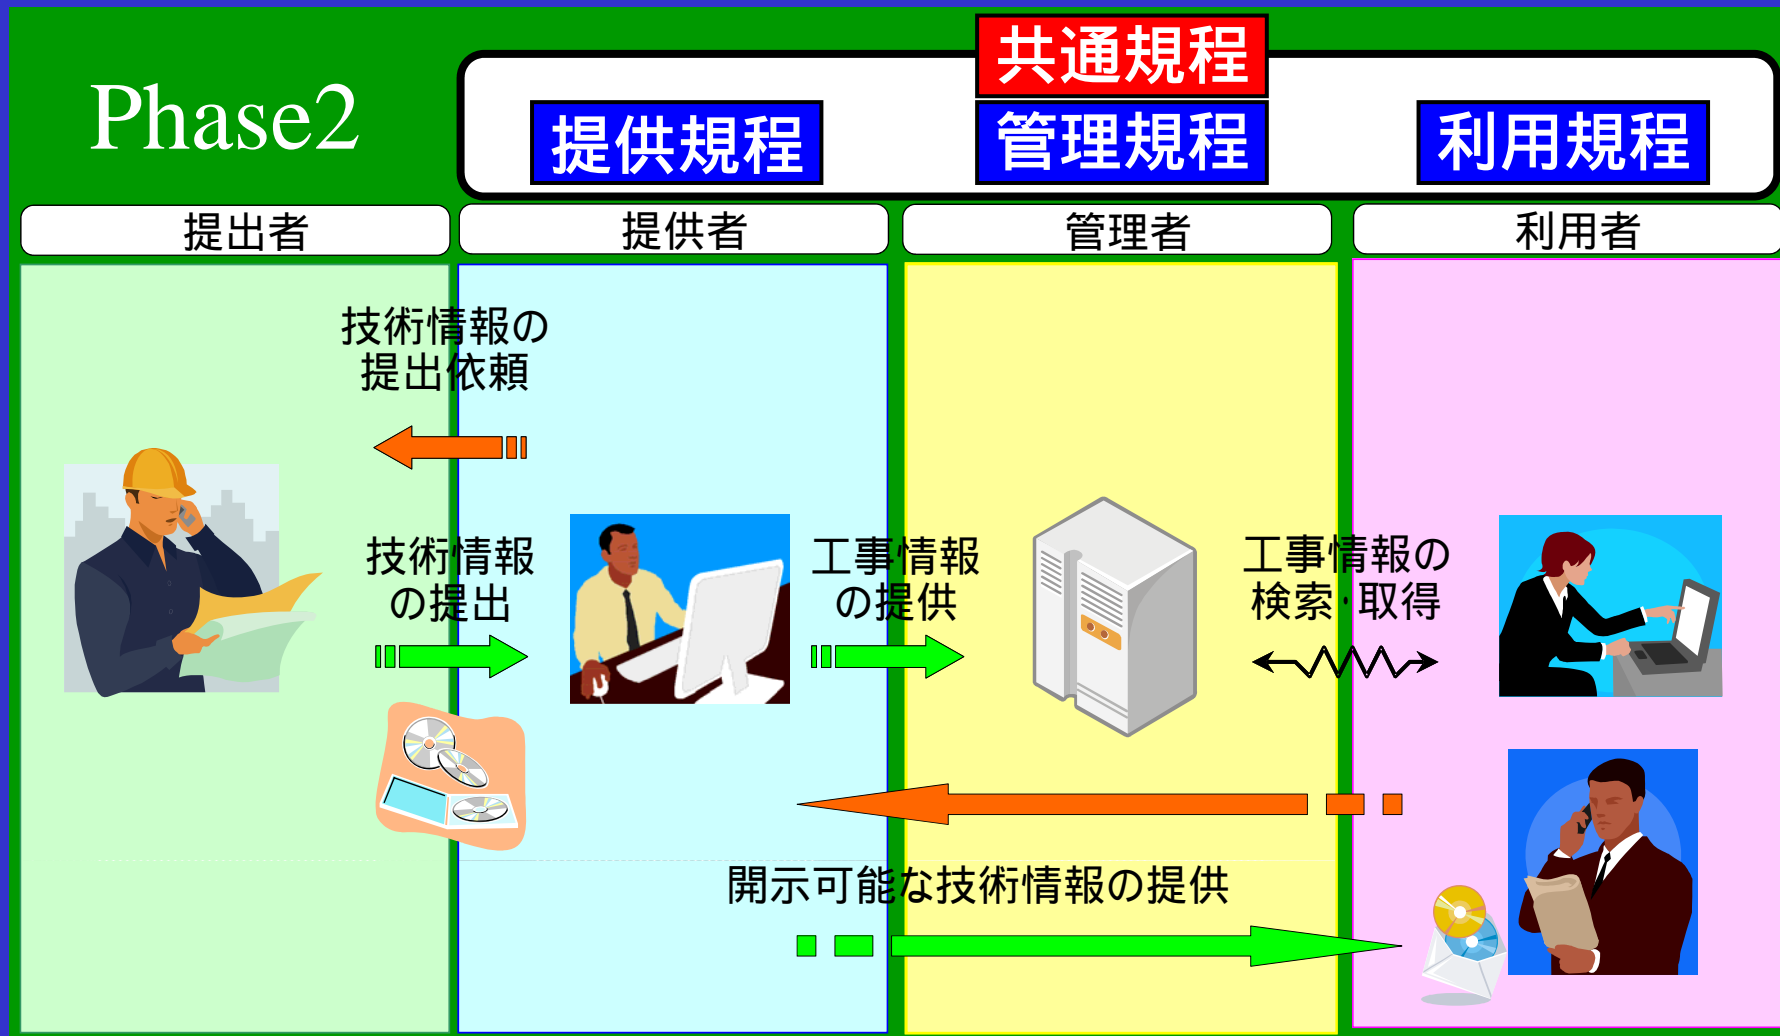 共通規程
Phase2
提供規程
管理規程
利用規程
提出者
提供者
管理者
利用者
技術情報の
提出依頼
技術情報
の提出
工事情報
の提供
工事情報の
検索･取得
開示可能な技術情報の提供